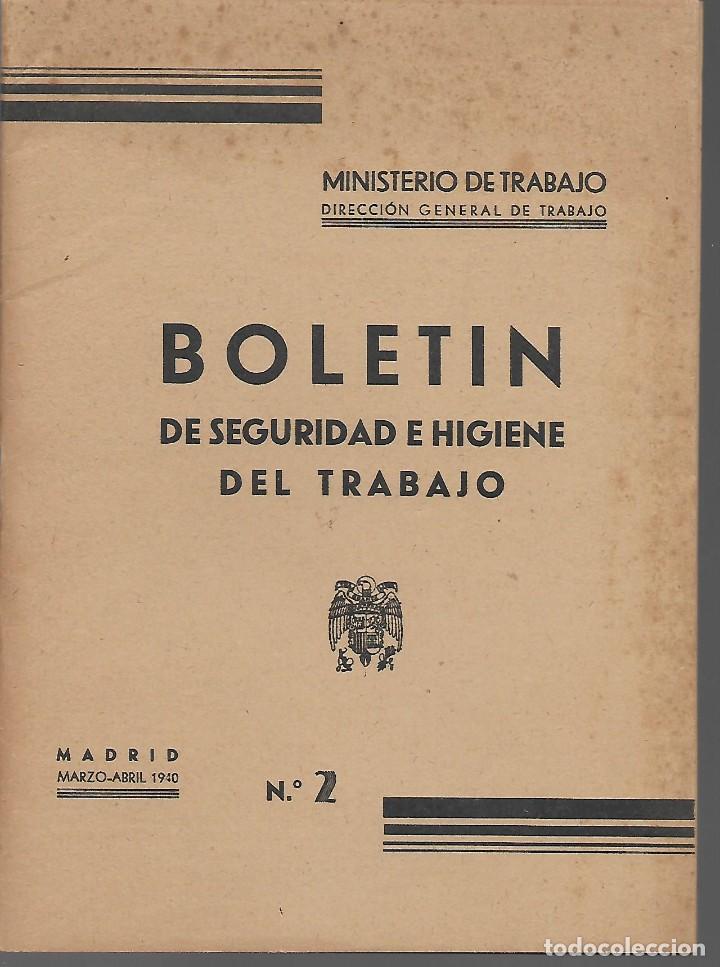 MINISTERIO DE TRABAJO
DIRECCIÓN GENERAL DE TRABAJO
BOLETIN
DE SEGURIDAD E HIGIENE
DEL TRABAJO
MADRID
MARZO-ABRIL 1940
N.º 2
todocoleccion